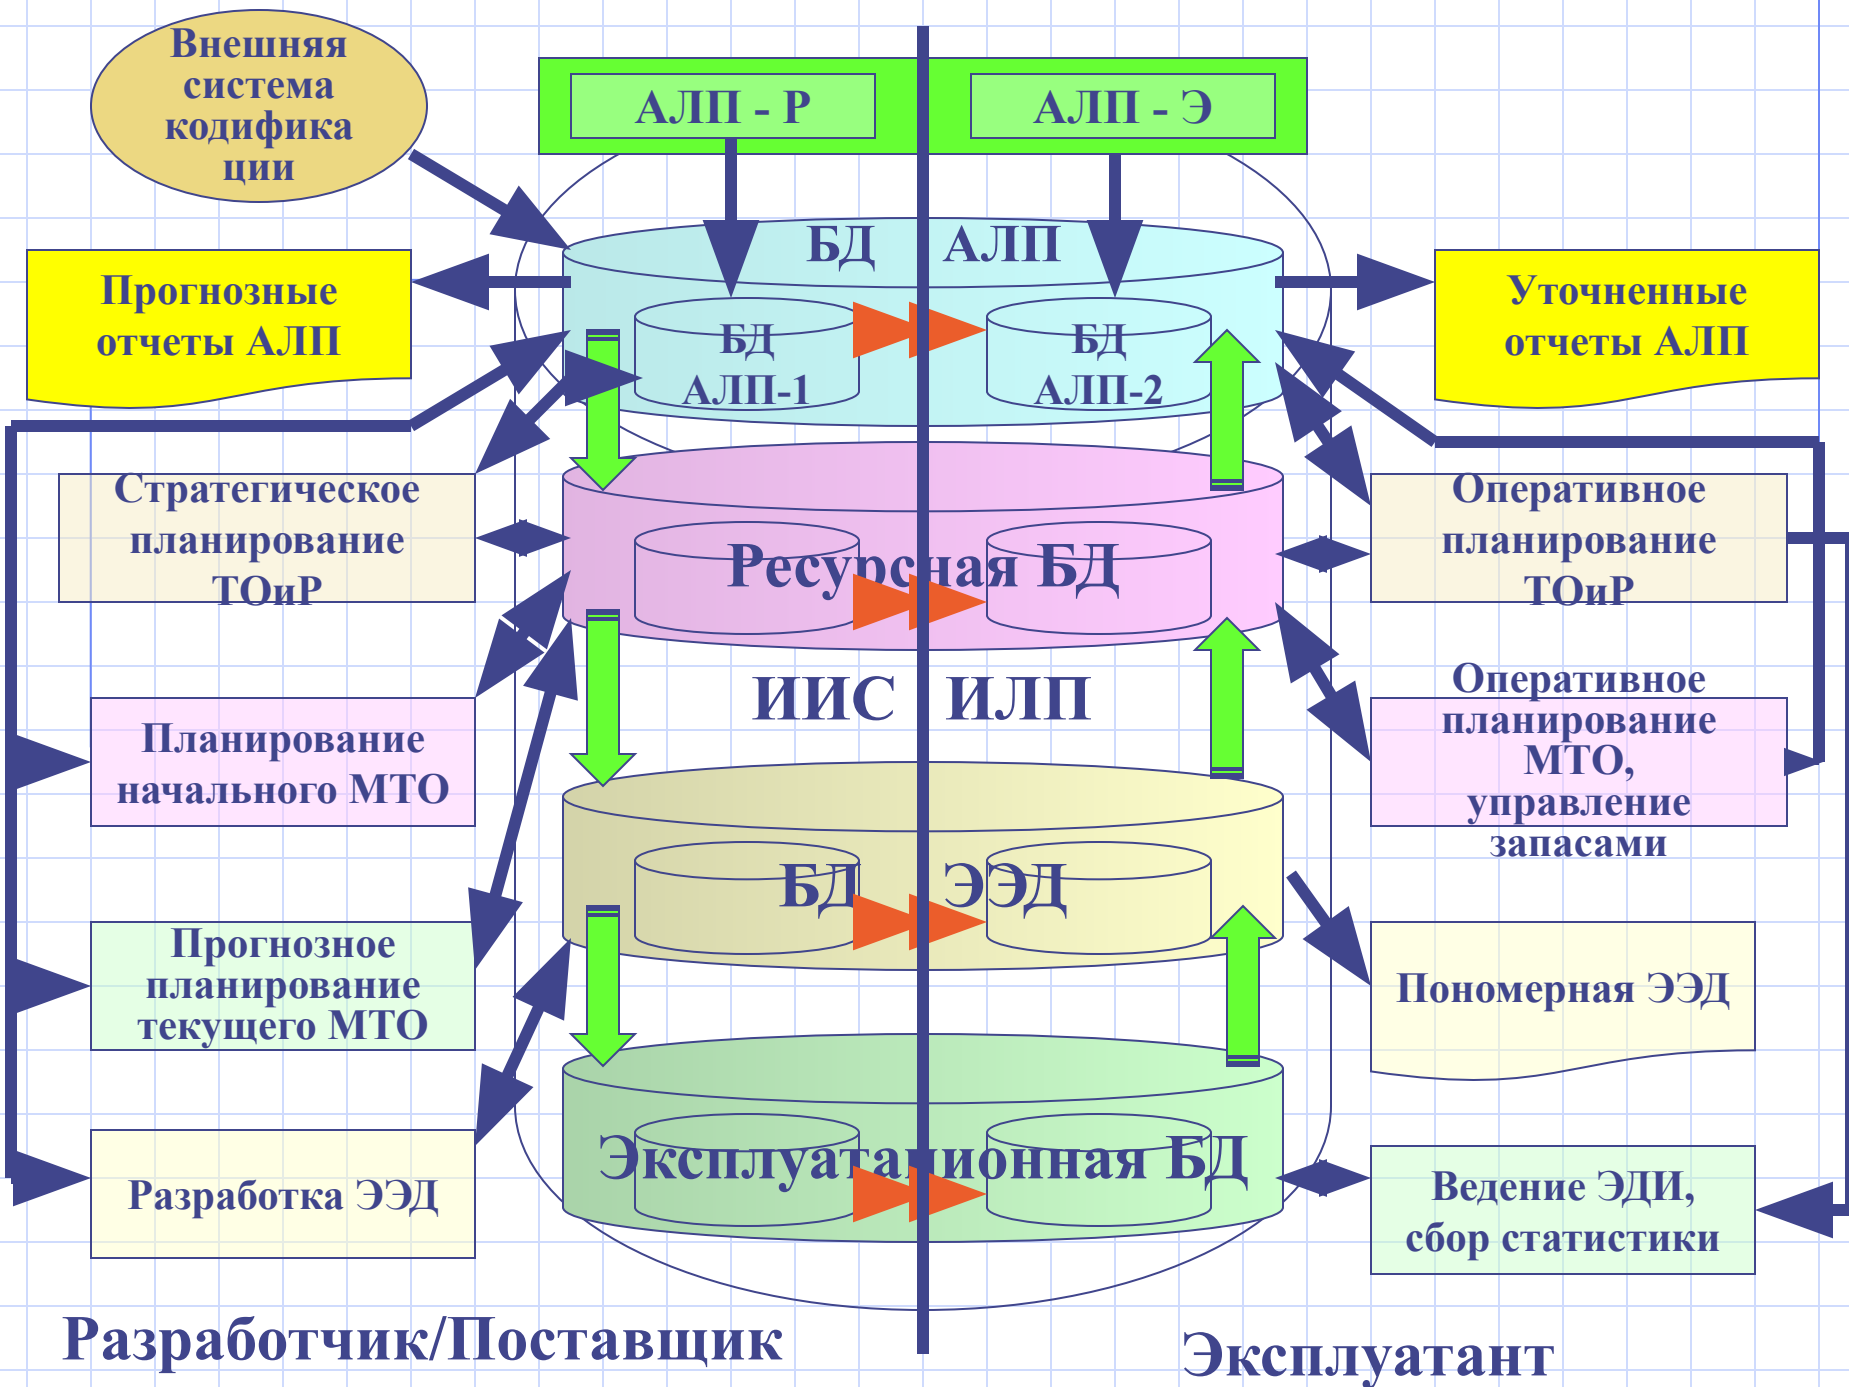 Внешняя
система
кодифика
ции
АЛП - Р
АЛП - Э
БД АЛП
Прогнозные
отчеты АЛП
БД
АЛП-1
БД
АЛП-2
Уточненные
отчеты АЛП
Стратегическое
планирование
ТОиР
Ресурсная БД
Оперативное
планирование
ТОиР
ИИС ИЛП
Планирование
начального МТО
Оперативное
планирование
МТО,
управление
запасами
БД ЭЭД
Прогнозное
планирование
текущего МТО
Пономерная ЭЭД
Эксплуатационная БД
Разработка ЭЭД
Ведение ЭДИ,
сбор статистики
Разработчик/Поставщик
Эксплуатант